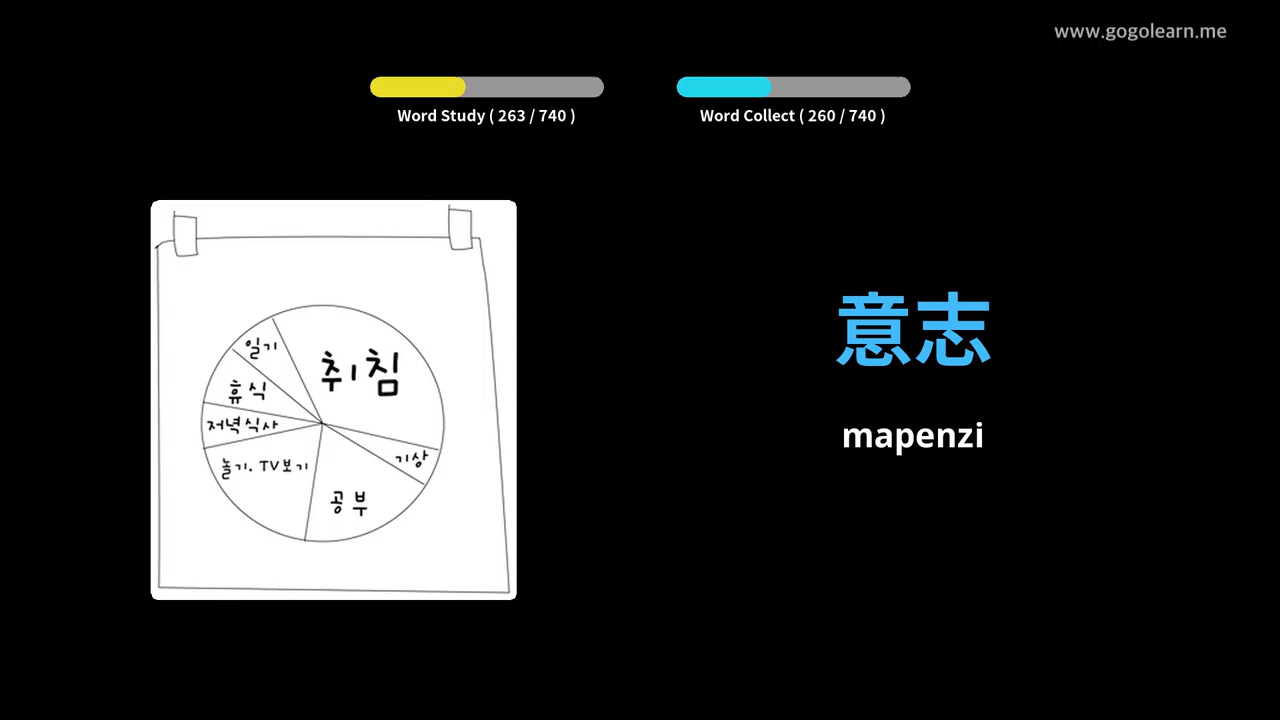 www.gogolearn.me
Word Study ( 263 / 740 )
Word Collect ( 260 / 740 )
일기
취침
휴식
저녁식사
놀기. TV보기
기상
공부
意志
mapenzi